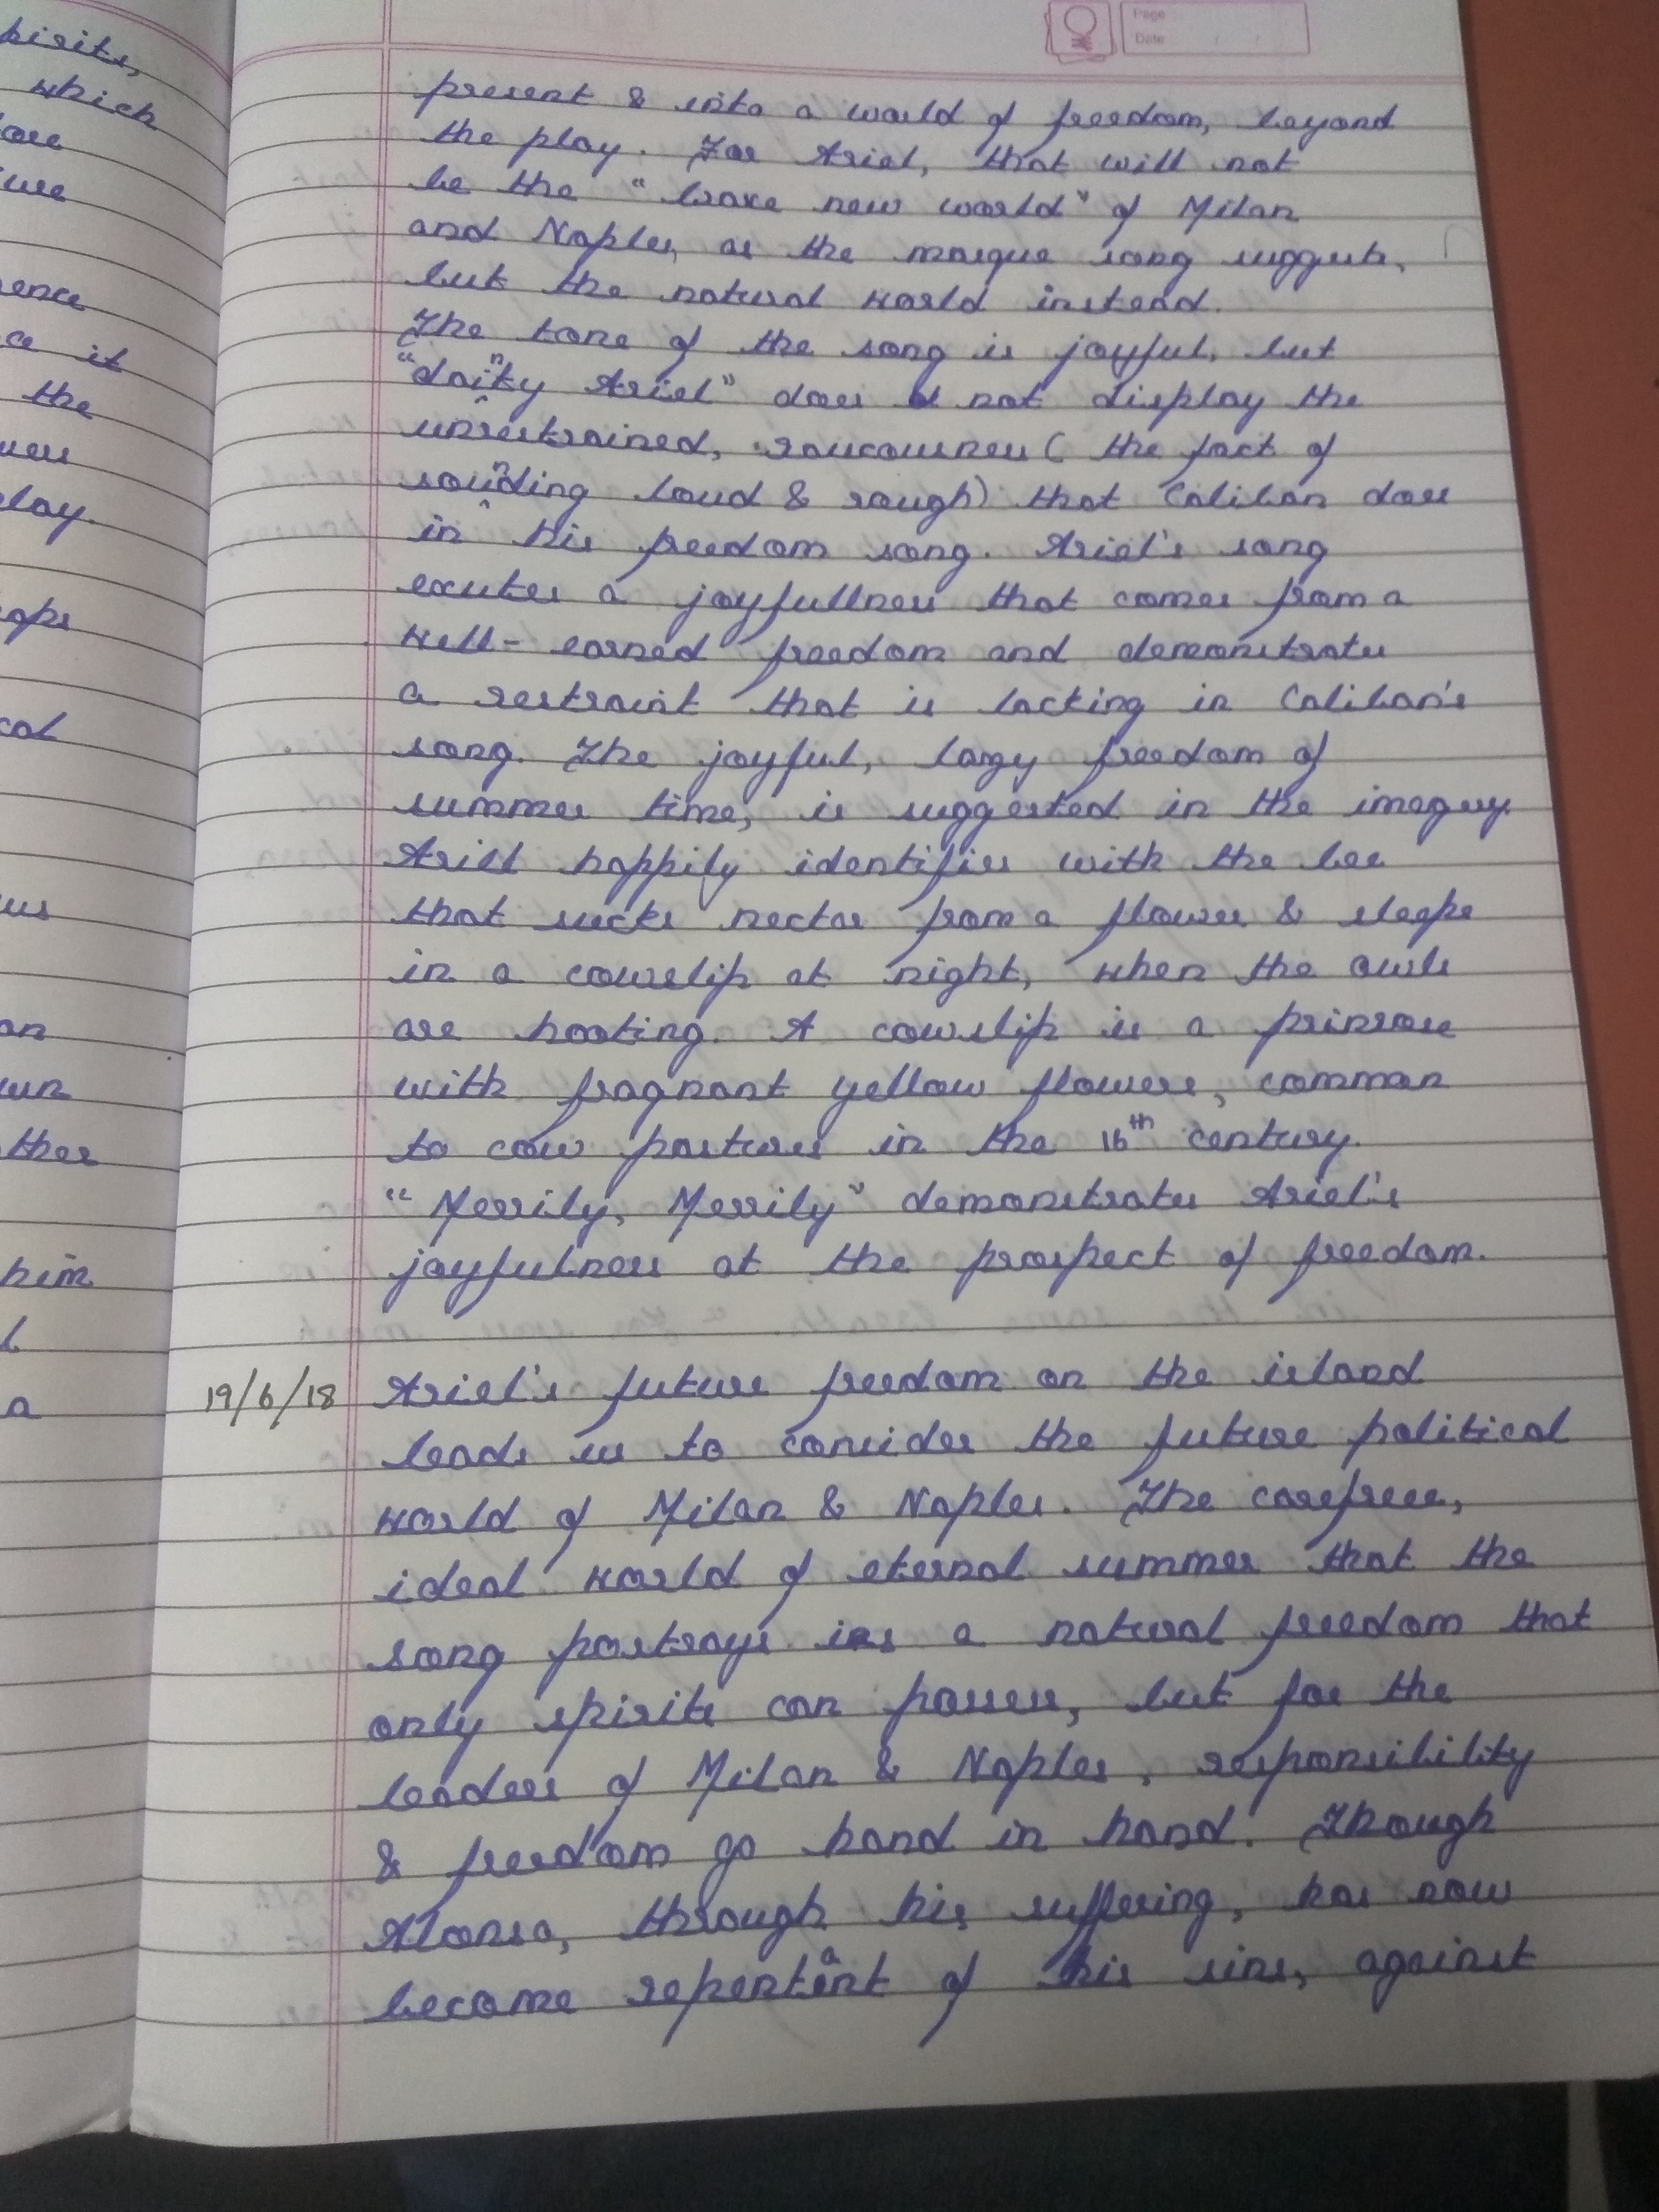 pirits,
which
ence
ce it
the
play.
cal
an
ther
him
a
Page
Date / /
present & into a world of freedom, beyond
the play. For Ariel, that will not
be the "brave new world" of Milan
and Naples, as the masque song suggests,
but the natural world instead.
The tone of the song is joyful, but
"dainty Ariel" does not display the
unrestrained, raucousness (the fact of
sounding loud & rough) that Caliban does
in his freedom song. Ariel's song
exutes a joyfullness that comes from a
well-earned freedom and demonstrates
a restraint that is lacking in Caliban's
song. The joyful, lazy freedom of
summer time, is suggested in the imagery.
Ariel happily identifies with the bee
that sucks nectar from a flower & sleeps
in a cowslip at night, when the owls
are hooting. A cowslip is a primrose
with fragnant yellow flowers, common
to cow pastures in the 16th century.
"Merrily, Merrily" demonstrates Ariel's
joyfulness at the prospect of freedom.
19/6/18 Ariel's future freedom on the island
leads us to consider the future political
world of Milan & Naples. The carefree,
ideal world of eternal summer that the
song portrays is a natural freedom that
only spirits can possess, but for the
leaders of Milan & Naples, responsibility
& freedom go hand in hand. Though
Alonso, through his suffering, has now
become repentant of his sins, against